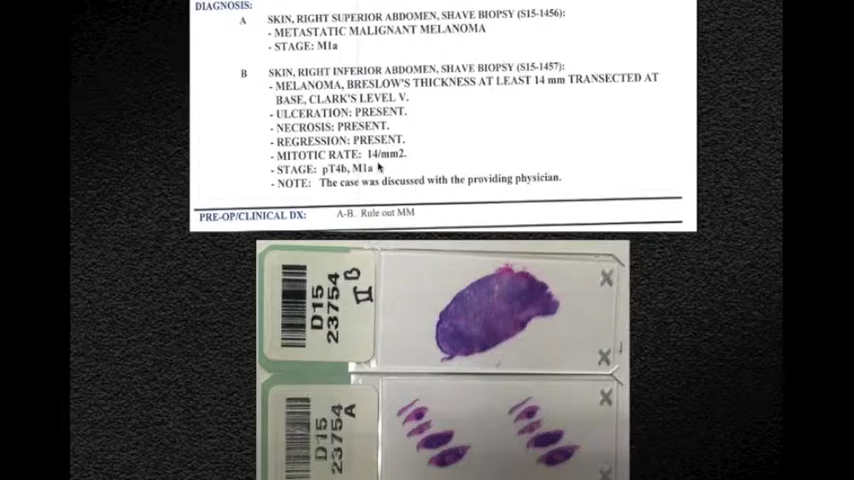 DIAGNOSIS:
A SKIN, RIGHT SUPERIOR ABDOMEN, SHAVE BIOPSY (S15-1456):
- METASTATIC MALIGNANT MELANOMA
- STAGE: M1a
B SKIN, RIGHT INFERIOR ABDOMEN, SHAVE BIOPSY (S15-1457):
- MELANOMA, BRESLOW'S THICKNESS AT LEAST 14 mm TRANSECTED AT
BASE, CLARK'S LEVEL V.
- ULCERATION: PRESENT.
- NECROSIS: PRESENT.
- REGRESSION: PRESENT.
- MITOTIC RATE: 14/mm2.
- STAGE: pT4b, M1a
- NOTE: The case was discussed with the providing physician.
PRE-OP/CLINICAL DX: A-B. Rule out MM
D15
23754
II B
D15
23754 A